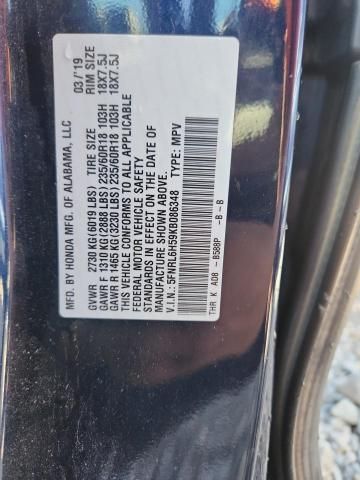 MFD. BY HONDA MFG. OF ALABAMA, LLC 03/'19
GVWR 2730 KG (6019 LBS) TIRE SIZE RIM SIZE
GAWR F 1310 KG (2888 LBS) 235/60R18 103H 18X7.5J
GAWR R 1455 KG (3208 LBS) 235/60R18 103H 18X7.5J
THIS VEHICLE CONFORMS TO ALL APPLICABLE
FEDERAL MOTOR VEHICLE SAFETY
STANDARDS IN EFFECT ON THE DATE OF
MANUFACTURE SHOWN ABOVE.
V.I.N.: 5FNRL6H59KB086348 TYPE: MPV
THR K A08 - B588P - B - B